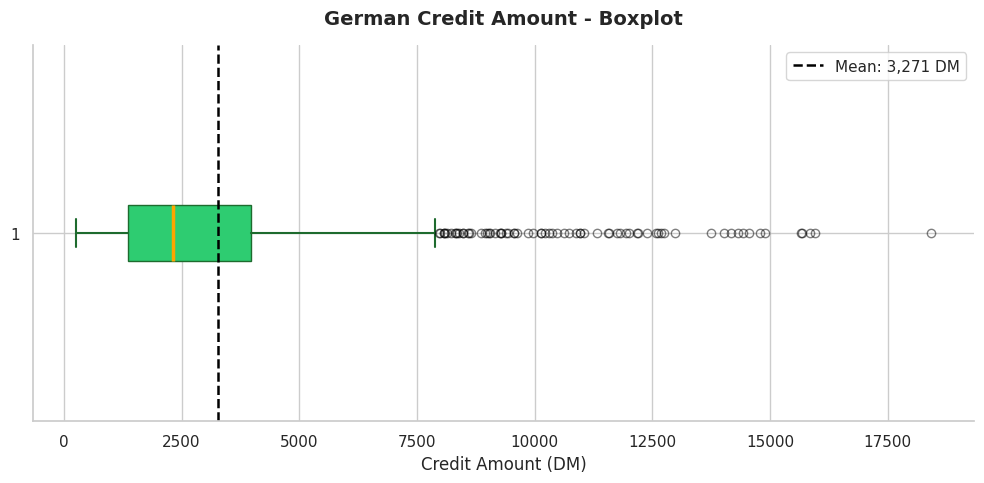 German Credit Amount - Boxplot
Mean: 3,271 DM
1
0 2500 5000 7500 10000 12500 15000 17500
Credit Amount (DM)